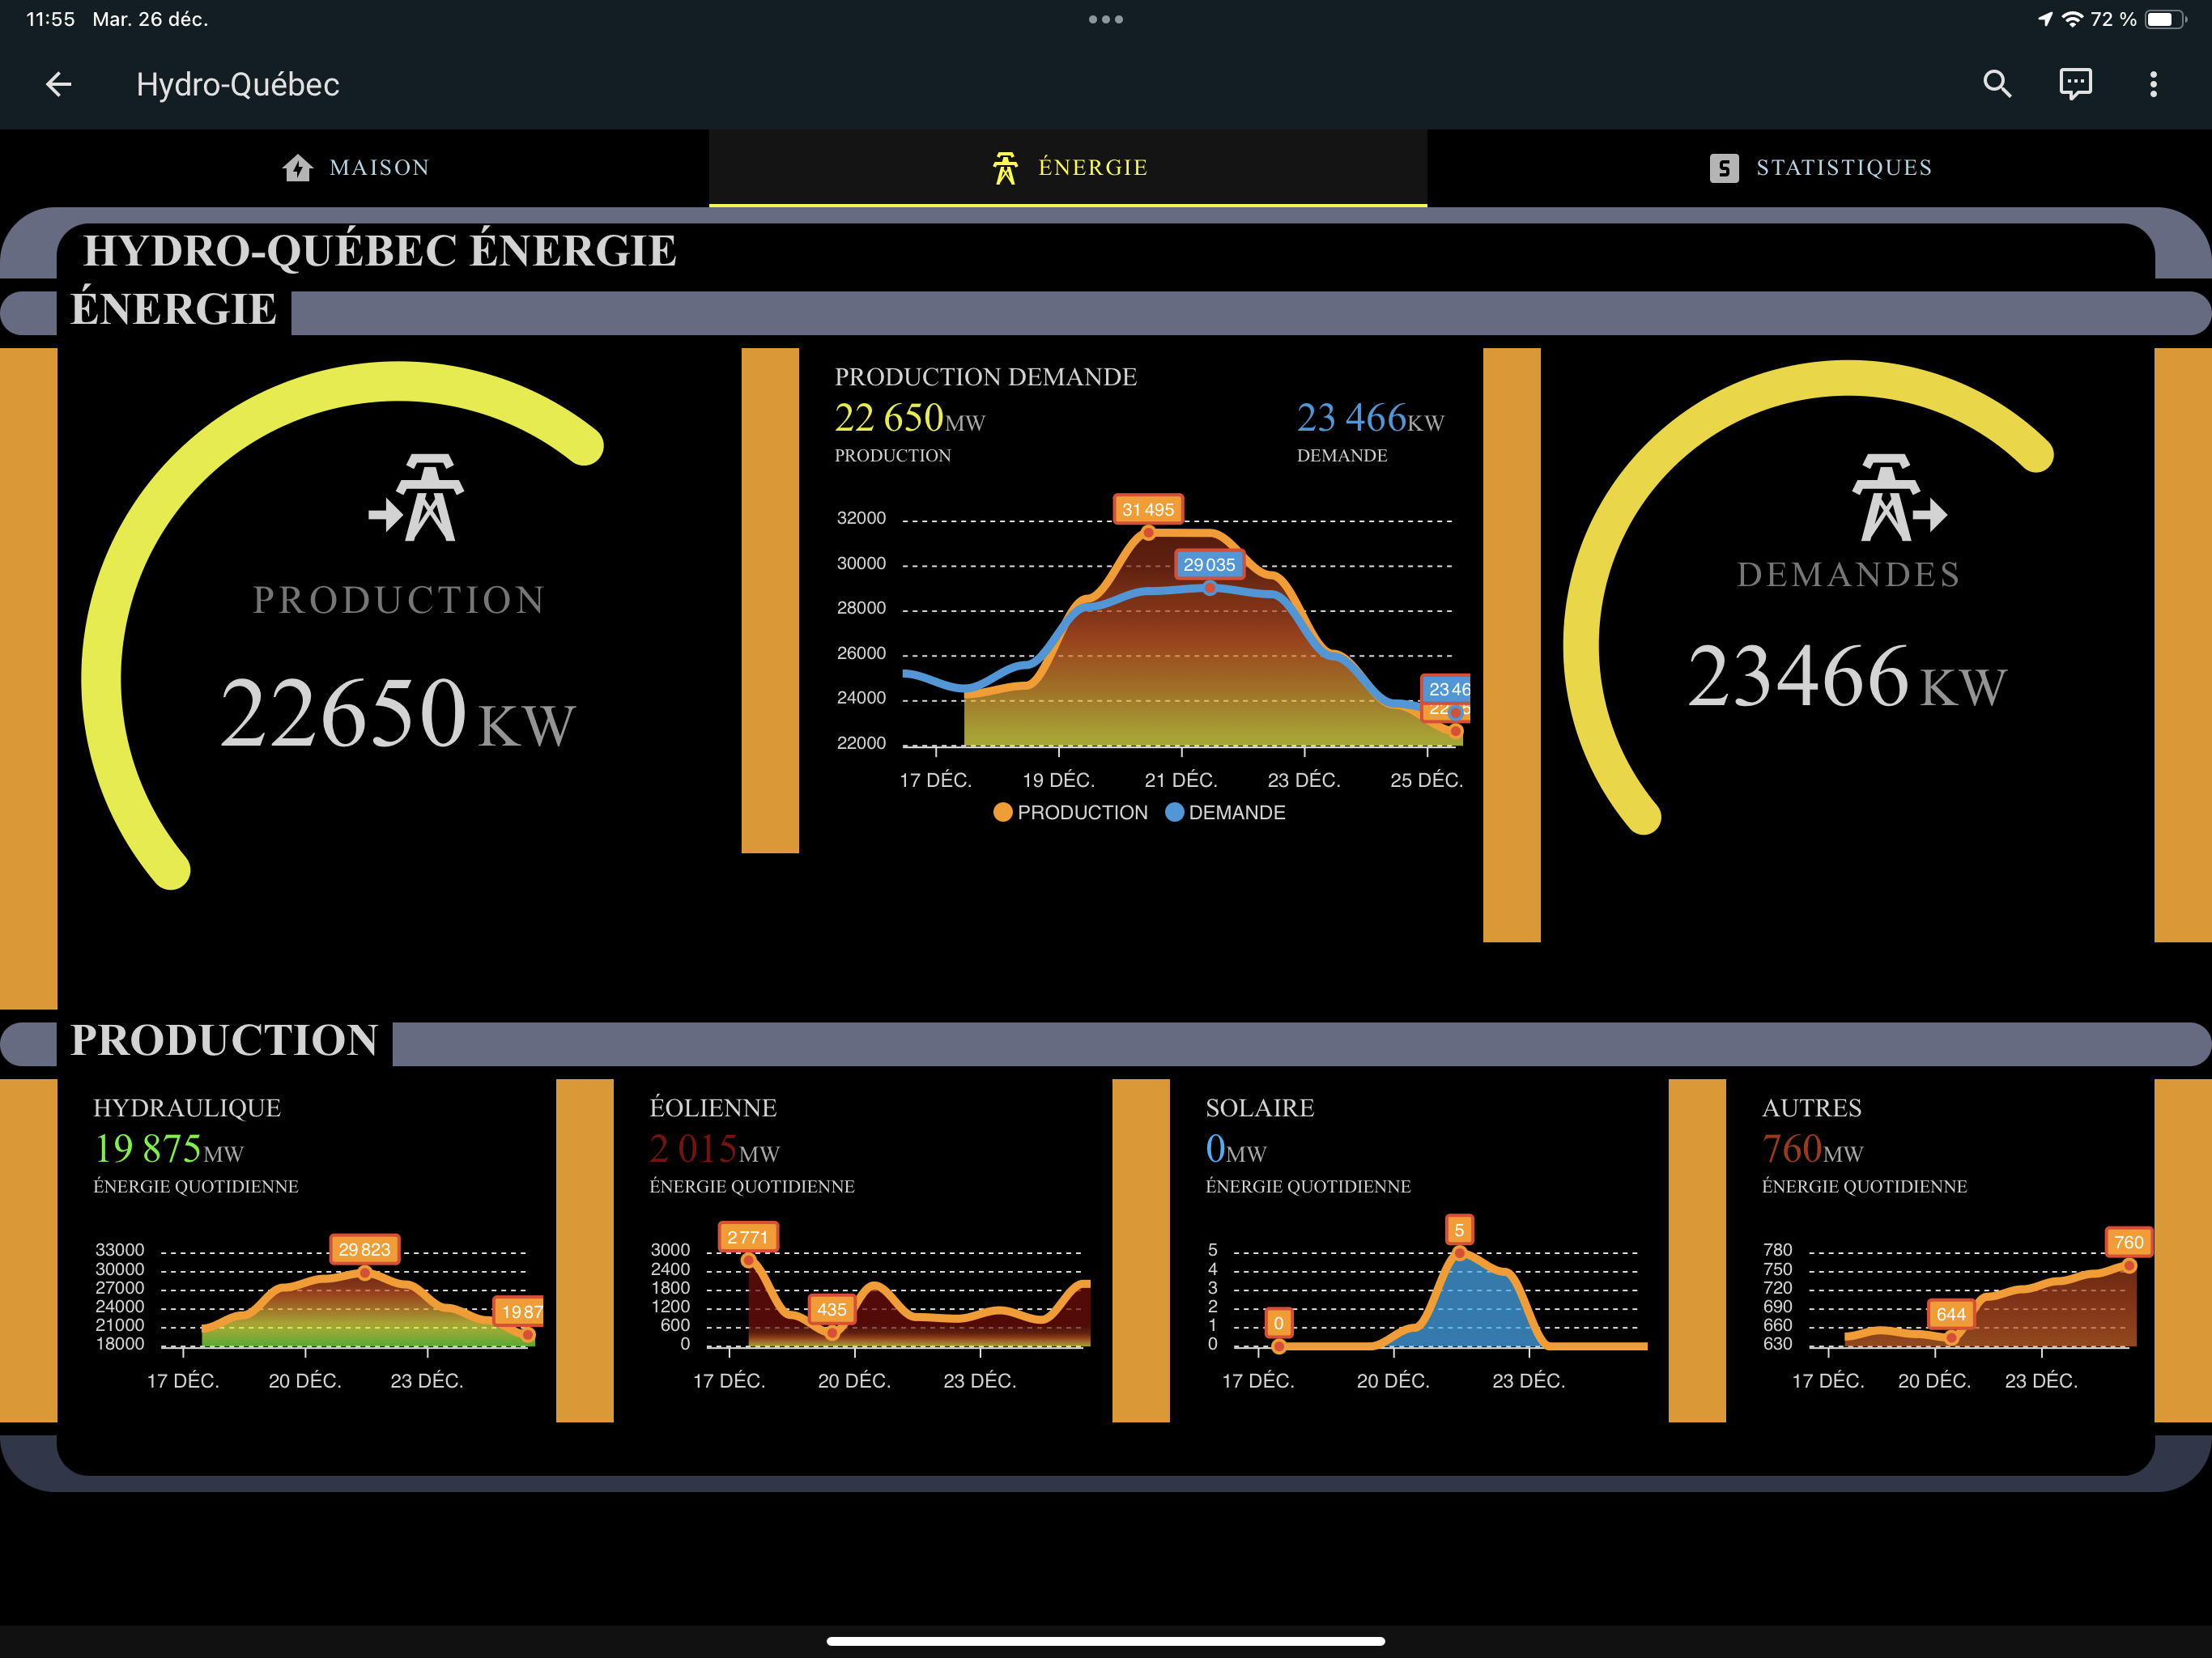 11:55 Mar. 26 déc.
72 %
Hydro-Québec
MAISON
ÉNERGIE
STATISTIQUES
HYDRO-QUÉBEC ÉNERGIE
ÉNERGIE
PRODUCTION
22650 KW
PRODUCTION DEMANDE
22 650MW
PRODUCTION
23 466KW
DEMANDE
32000
30000
28000
26000
24000
22000
31 495
29 035
23 46
17 DÉC.
19 DÉC.
21 DÉC.
23 DÉC.
25 DÉC.
PRODUCTION
DEMANDE
DEMANDES
23466 KW
PRODUCTION
HYDRAULIQUE
19 875MW
ÉNERGIE QUOTIDIENNE
33000
30000
27000
24000
21000
18000
29 823
19 87
17 DÉC.
20 DÉC.
23 DÉC.
ÉOLIENNE
2 015MW
ÉNERGIE QUOTIDIENNE
3000
2400
1800
1200
600
0
2 771
435
17 DÉC.
20 DÉC.
23 DÉC.
SOLAIRE
0MW
ÉNERGIE QUOTIDIENNE
5
4
3
2
1
0
0
5
17 DÉC.
20 DÉC.
23 DÉC.
AUTRES
760MW
ÉNERGIE QUOTIDIENNE
780
750
720
690
660
630
644
760
17 DÉC.
20 DÉC.
23 DÉC.